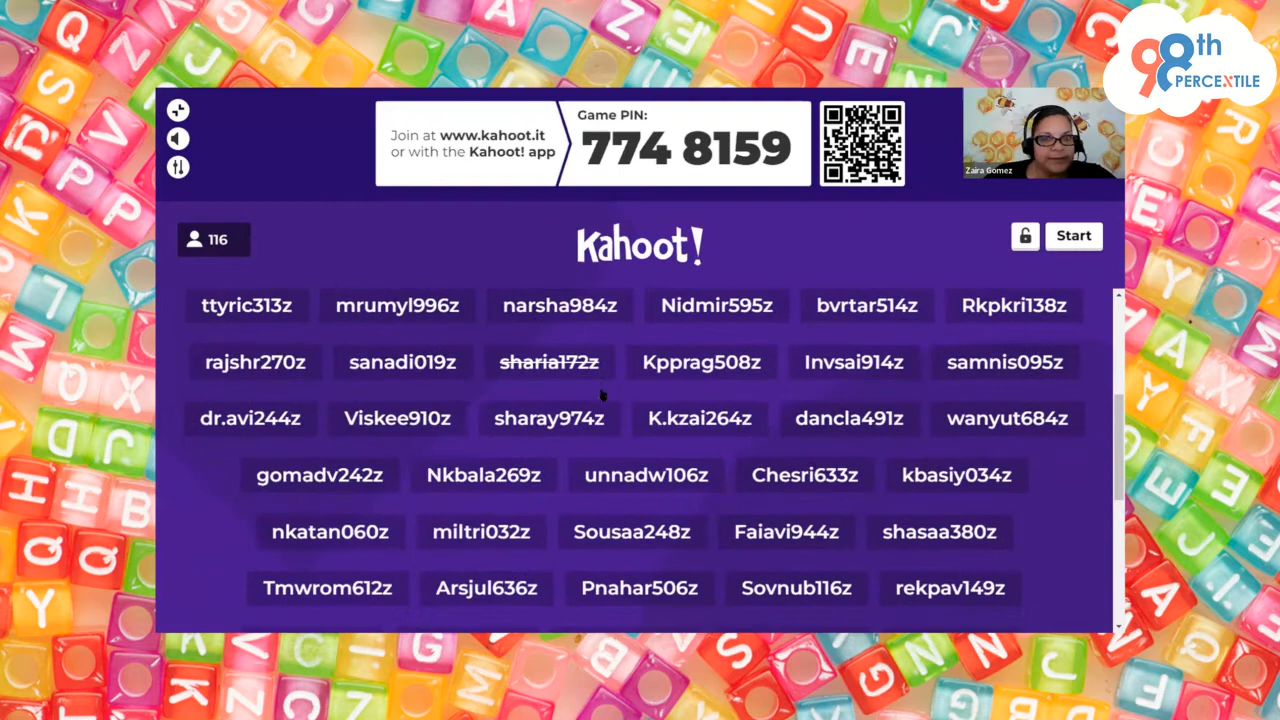 98th
PERCEXTILE
Join at www.kahoot.it
or with the Kahoot! app
Game PIN:
774 8159
Zaira Gomez
116
Kahoot!
Start
ttyric313z mrumyl996z narsha984z Nidmir595z bvrtar514z Rkpkri138z
rajshr270z sanadi019z sharia172z Kpprag508z Invsai914z samnis095z
dr.avi244z Viskee910z sharay974z K.kzai264z dancla491z wanyut684z
gomadv242z Nkbala269z unnadw106z Chesri633z kbasiy034z
nkatan060z miltri032z Sousaa248z Faiavi944z shasaa380z
Tmwrom612z Arsjul636z Pnahar506z Sovnub116z rekpav149z